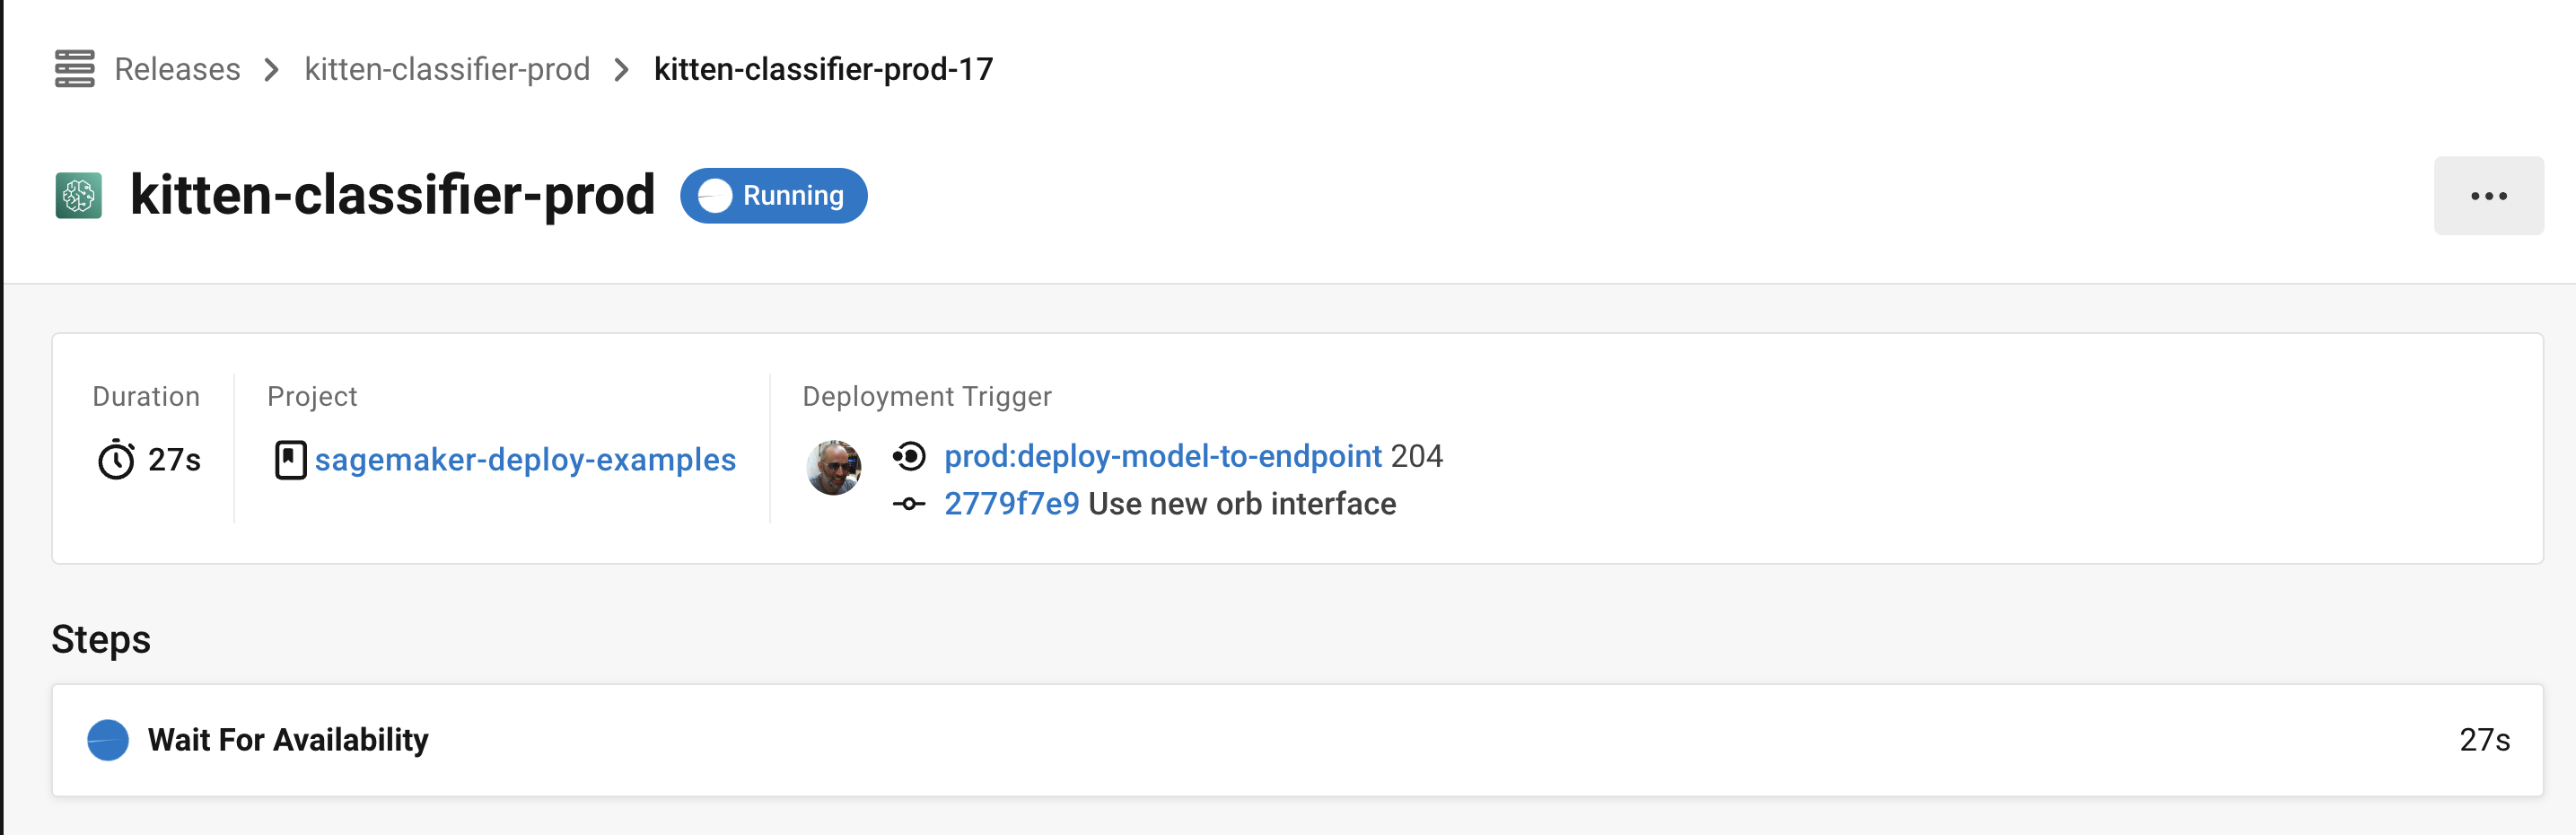 Releases > kitten-classifier-prod > kitten-classifier-prod-17
kitten-classifier-prod Running
Duration Project Deployment Trigger
27s sagemaker-deploy-examples prod:deploy-model-to-endpoint 204
2779f7e9 Use new orb interface
Steps
Wait For Availability 27s